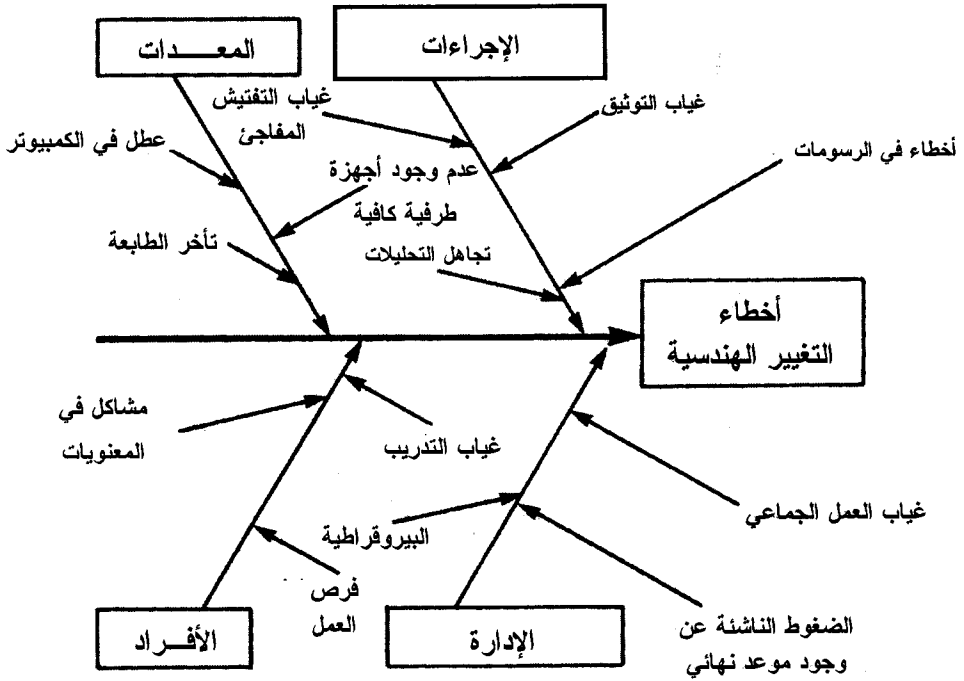 الإجراءات
المعـــدات
غياب التفتيش
المفاجئ
غياب التوثيق
عطل في الكمبيوتر
أخطاء في الرسومات
عدم وجود أجهزة
طرفية كافية
تأخر الطابعة
تجاهل التحليلات
أخطاء
التغيير الهندسية
مشاكل في
المعنويات
غياب التدريب
غياب العمل الجماعي
البيروقراطية
فرص
العمل
الضغوط الناشئة عن
وجود موعد نهائي
الإدارة
الأفـــراد